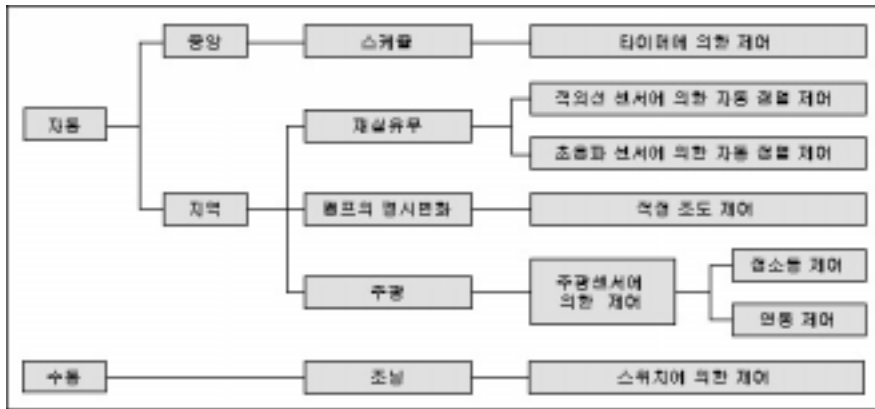 중앙
스케쥴
타이머에 의한 제어
자동
재실유무
적외선 센서에 의한 자동 점멸 제어
초음파 센서에 의한 자동 점멸 제어
지역
램프의 경시변화
적정 조도 제어
주광
주광센서에
의한 제어
점소등 제어
연동 제어
수동
조닝
스위치에 의한 제어